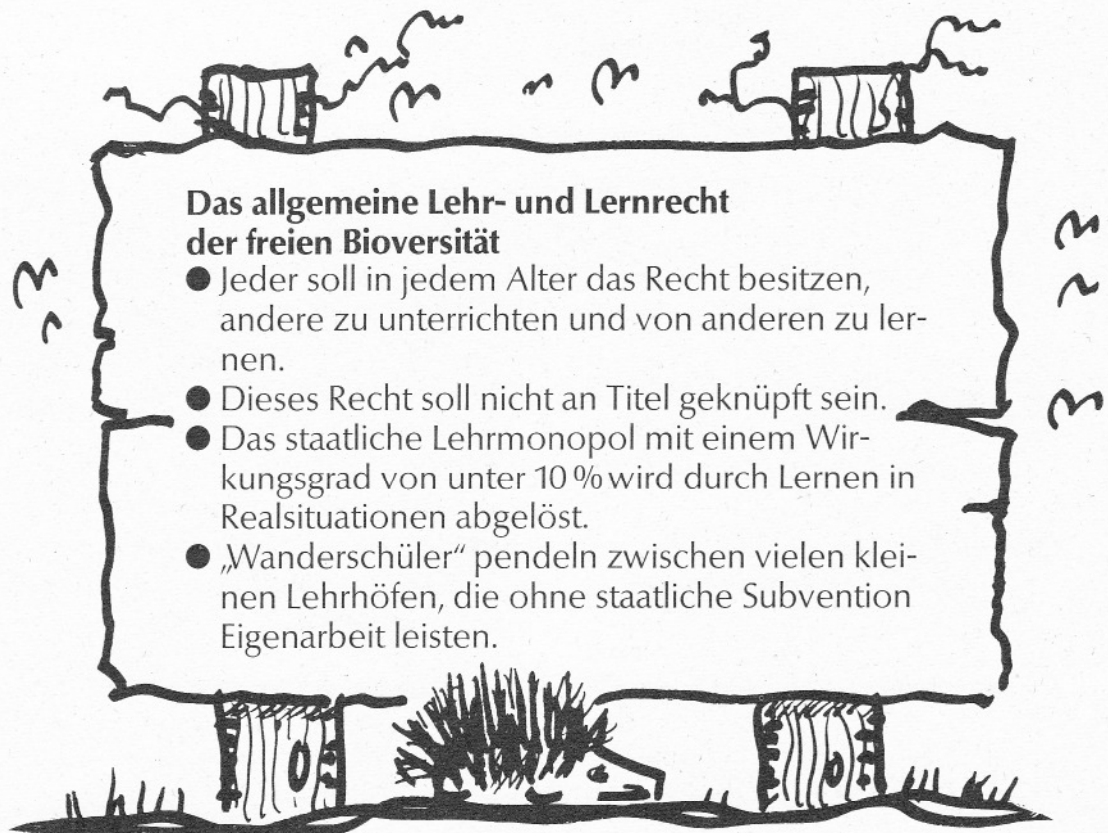 Das allgemeine Lehr- und Lernrecht
der freien Bioversität
● Jeder soll in jedem Alter das Recht besitzen,
andere zu unterrichten und von anderen zu ler-
nen.
● Dieses Recht soll nicht an Titel geknüpft sein.
● Das staatliche Lehrmonopol mit einem Wir-
kungsgrad von unter 10 % wird durch Lernen in
Realsituationen abgelöst.
● „Wanderschüler“ pendeln zwischen vielen klei-
nen Lehrhöfen, die ohne staatliche Subvention
Eigenarbeit leisten.